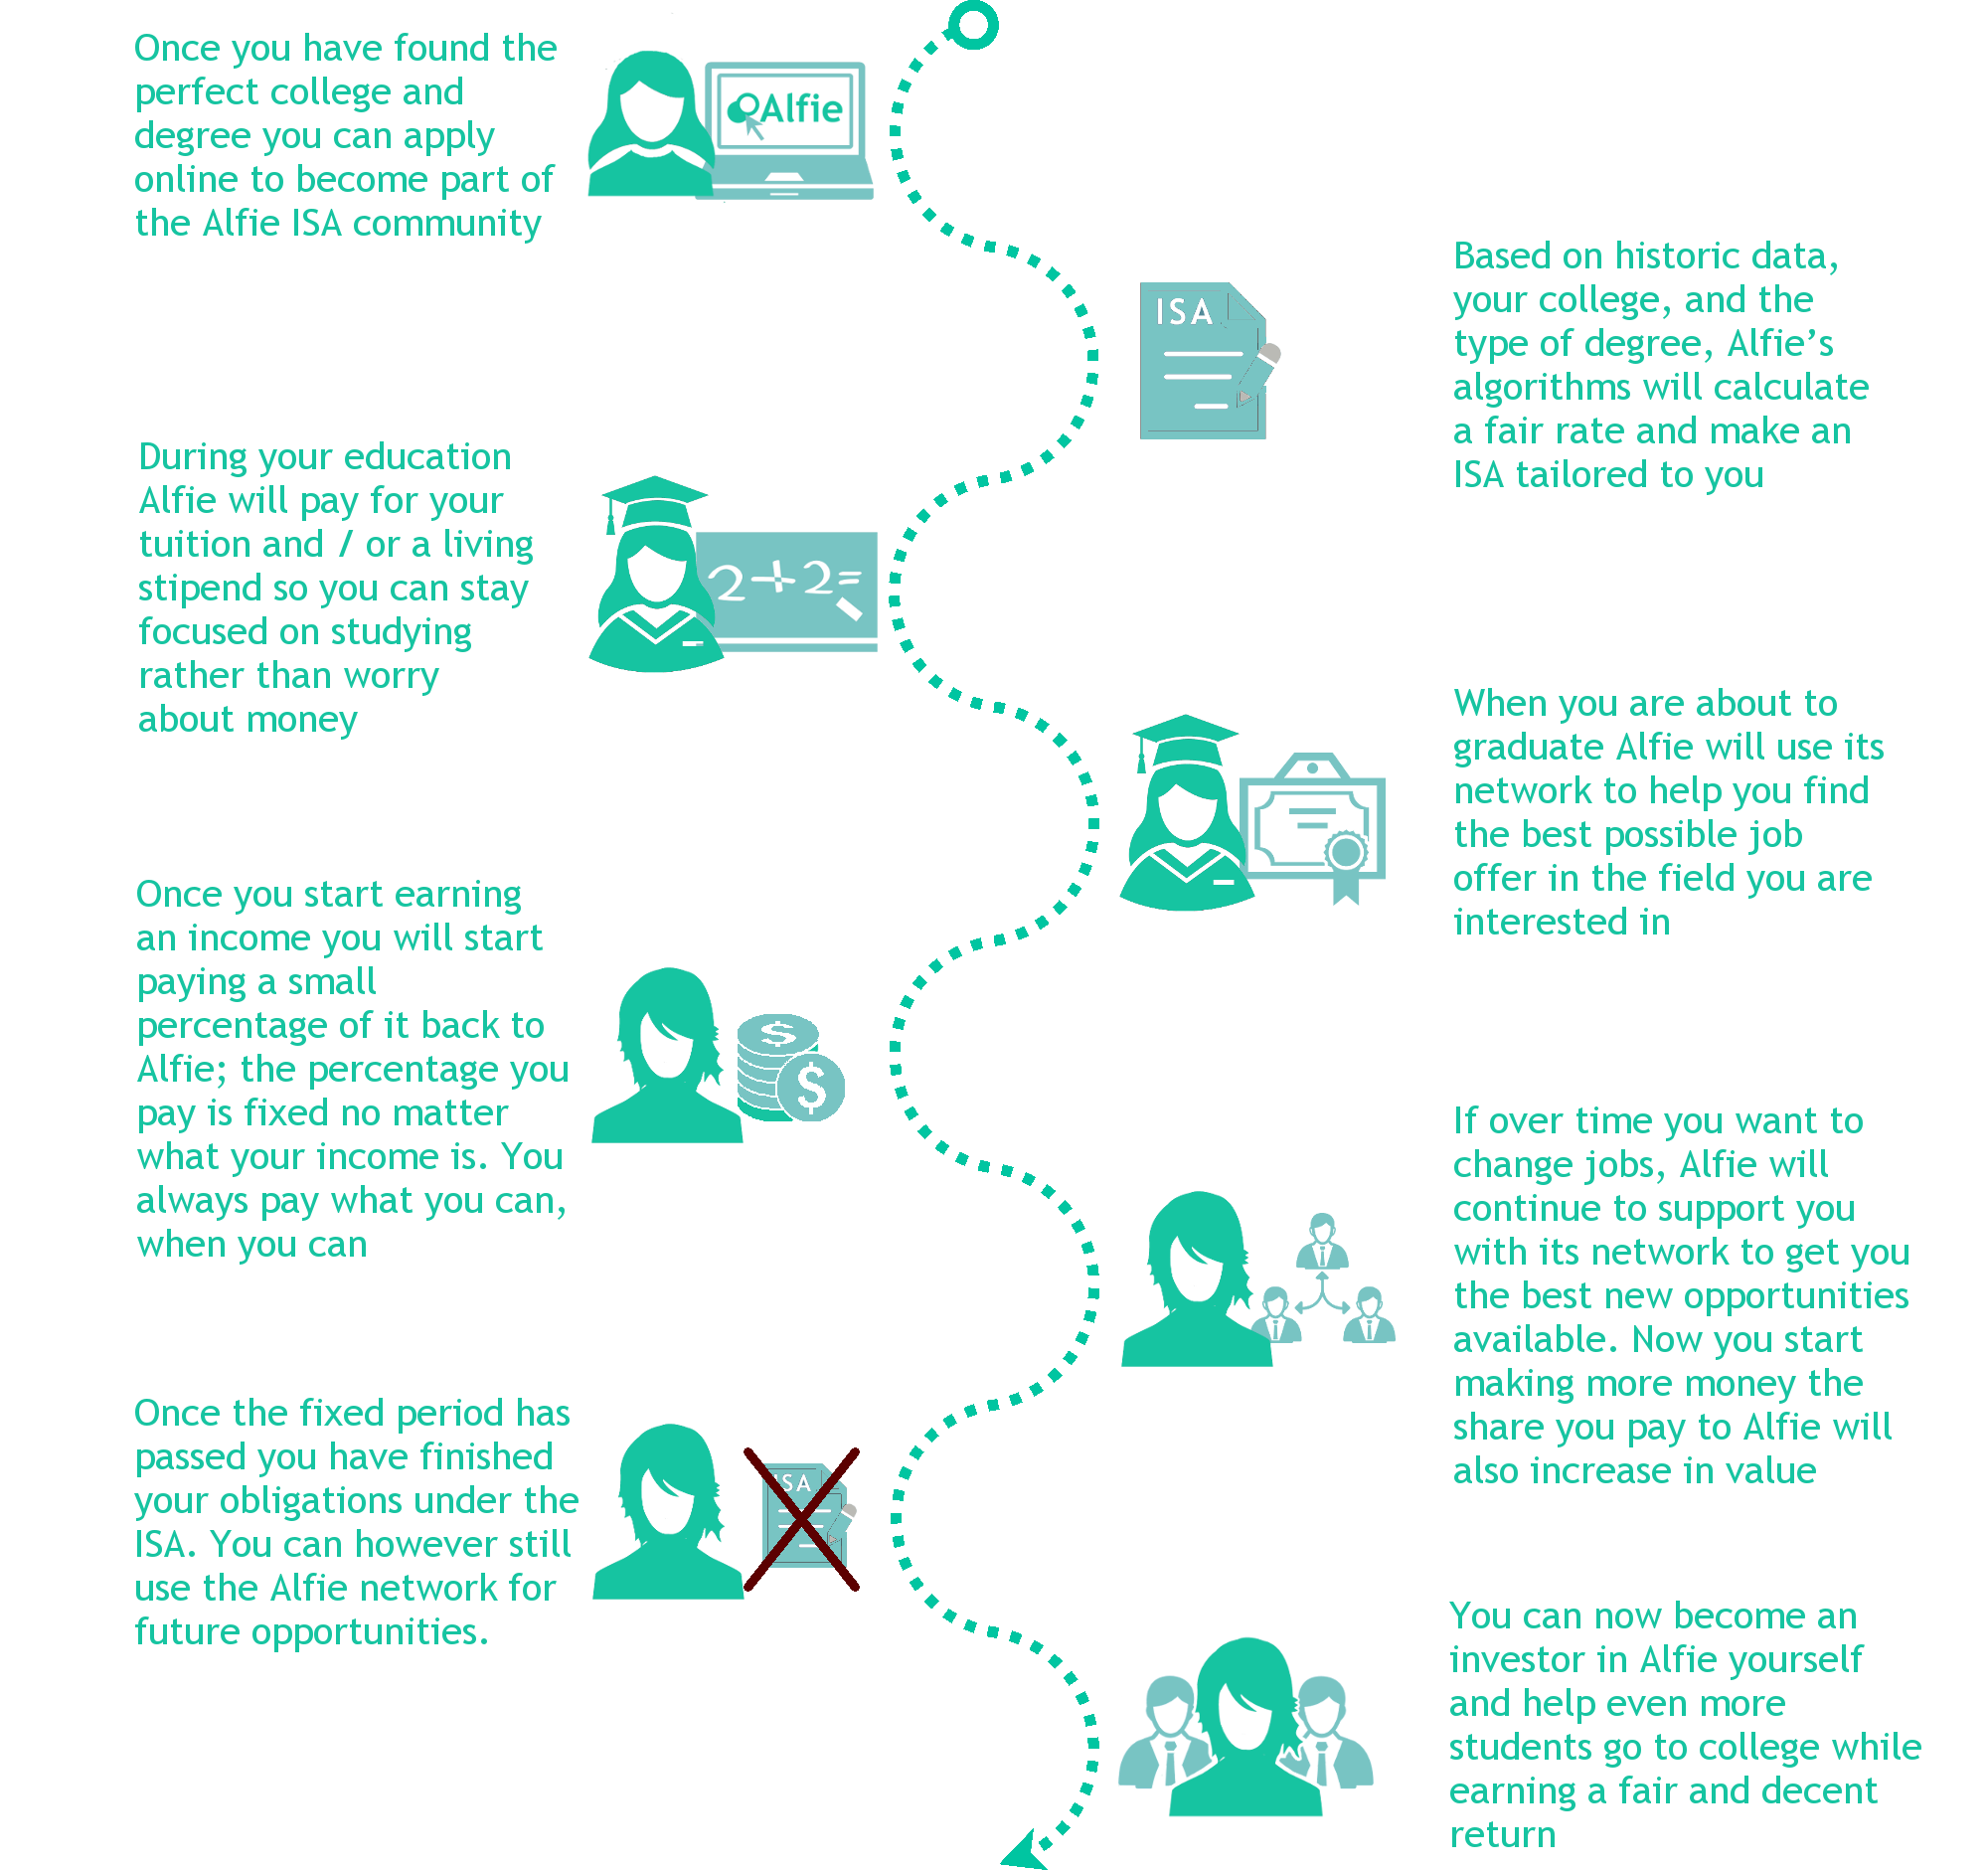 Once you have found the
perfect college and
degree you can apply
online to become part of
the Alfie ISA community
Alfie
Based on historic data,
your college, and the
type of degree, Alfie’s
algorithms will calculate
a fair rate and make an
ISA tailored to you
ISA
During your education
Alfie will pay for your
tuition and / or a living
stipend so you can stay
focused on studying
rather than worry
about money
2+2=
When you are about to
graduate Alfie will use its
network to help you find
the best possible job
offer in the field you are
interested in
Once you start earning
an income you will start
paying a small
percentage of it back to
Alfie; the percentage you
pay is fixed no matter
what your income is. You
always pay what you can,
when you can
$
$
If over time you want to
change jobs, Alfie will
continue to support you
with its network to get you
the best new opportunities
available. Now you start
making more money the
share you pay to Alfie will
also increase in value
Once the fixed period has
passed you have finished
your obligations under the
ISA. You can however still
use the Alfie network for
future opportunities.
ISA
You can now become an
investor in Alfie yourself
and help even more
students go to college while
earning a fair and decent
return